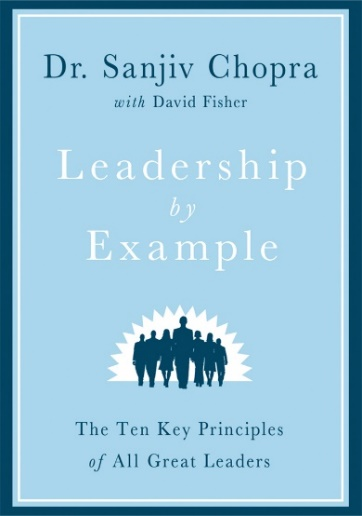 Dr. Sanjiv Chopra
with David Fisher
Leadership
by
Example
The Ten Key Principles
of All Great Leaders